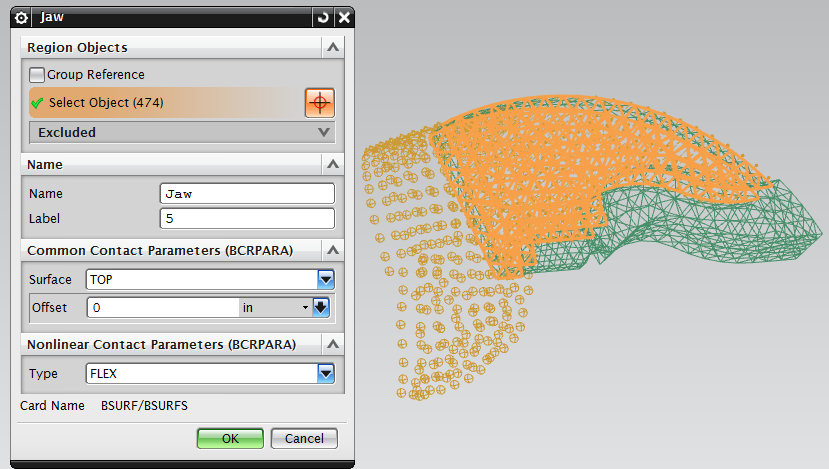 Jaw
Region Objects
Group Reference
Select Object (474)
Excluded
Name
Name Jaw
Label 5
Common Contact Parameters (BCRPARA)
Surface TOP
Offset 0 in
Nonlinear Contact Parameters (BCRPARA)
Type FLEX
Card Name BSURF/BSURFS
OK Cancel